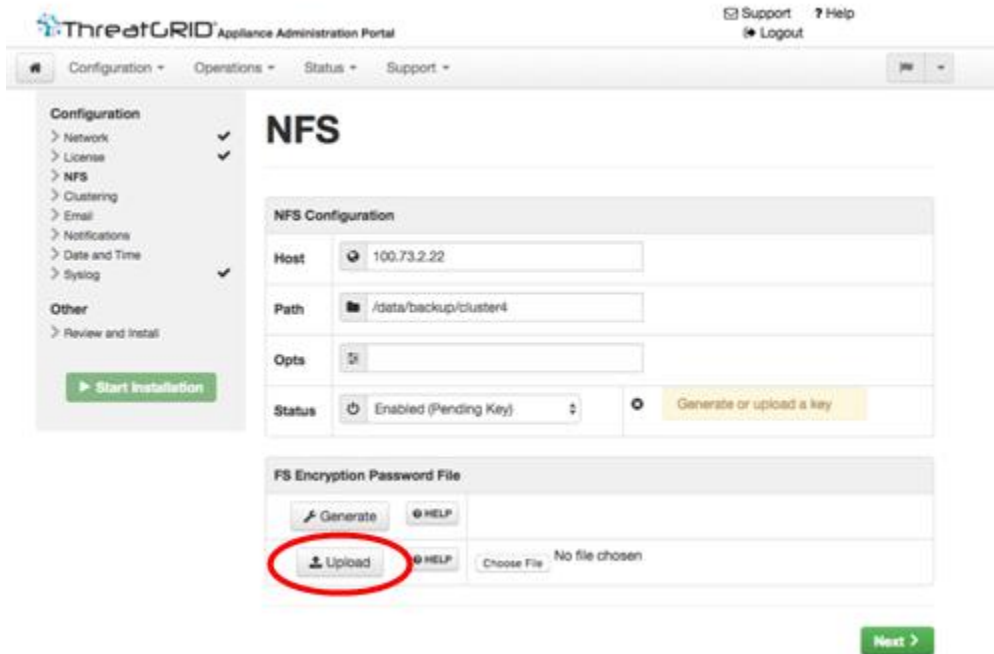 Support ? Help
ThreatGRID Appliance Administration Portal
Logout
Configuration Operations Status Support
Configuration
Network
License
NFS
Clustering
Email
Notifications
Date and Time
Syslog
Other
Review and Install
Start Installation
NFS
NFS Configuration
Host 100.73.2.22
Path /data/backup/cluster4
Opts
Status Enabled (Pending Key) Generate or upload a key
FS Encryption Password File
Generate HELP
Upload HELP Choose File No file chosen
Next >